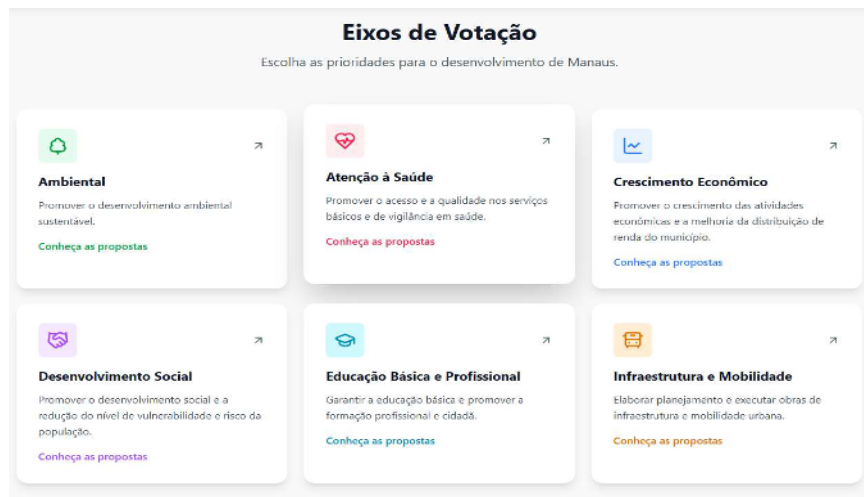 Eixos de Votação
Escolha as prioridades para o desenvolvimento de Manaus.
Ambiental
Promover o desenvolvimento ambiental
sustentável.
Conheça as propostas
Atenção à Saúde
Promover o acesso e a qualidade nos serviços
básicos e de vigilância em saúde.
Conheça as propostas
Crescimento Econômico
Promover o crescimento das atividades
econômicas e a melhoria da distribuição de
renda do município.
Conheça as propostas
Desenvolvimento Social
Promover o desenvolvimento social e a
redução do nível de vulnerabilidade e risco da
população.
Conheça as propostas
Educação Básica e Profissional
Garantir a educação básica e promover a
formação profissional e cidadã.
Conheça as propostas
Infraestrutura e Mobilidade
Elaborar planejamento e executar obras de
infraestrutura e mobilidade urbana.
Conheça as propostas